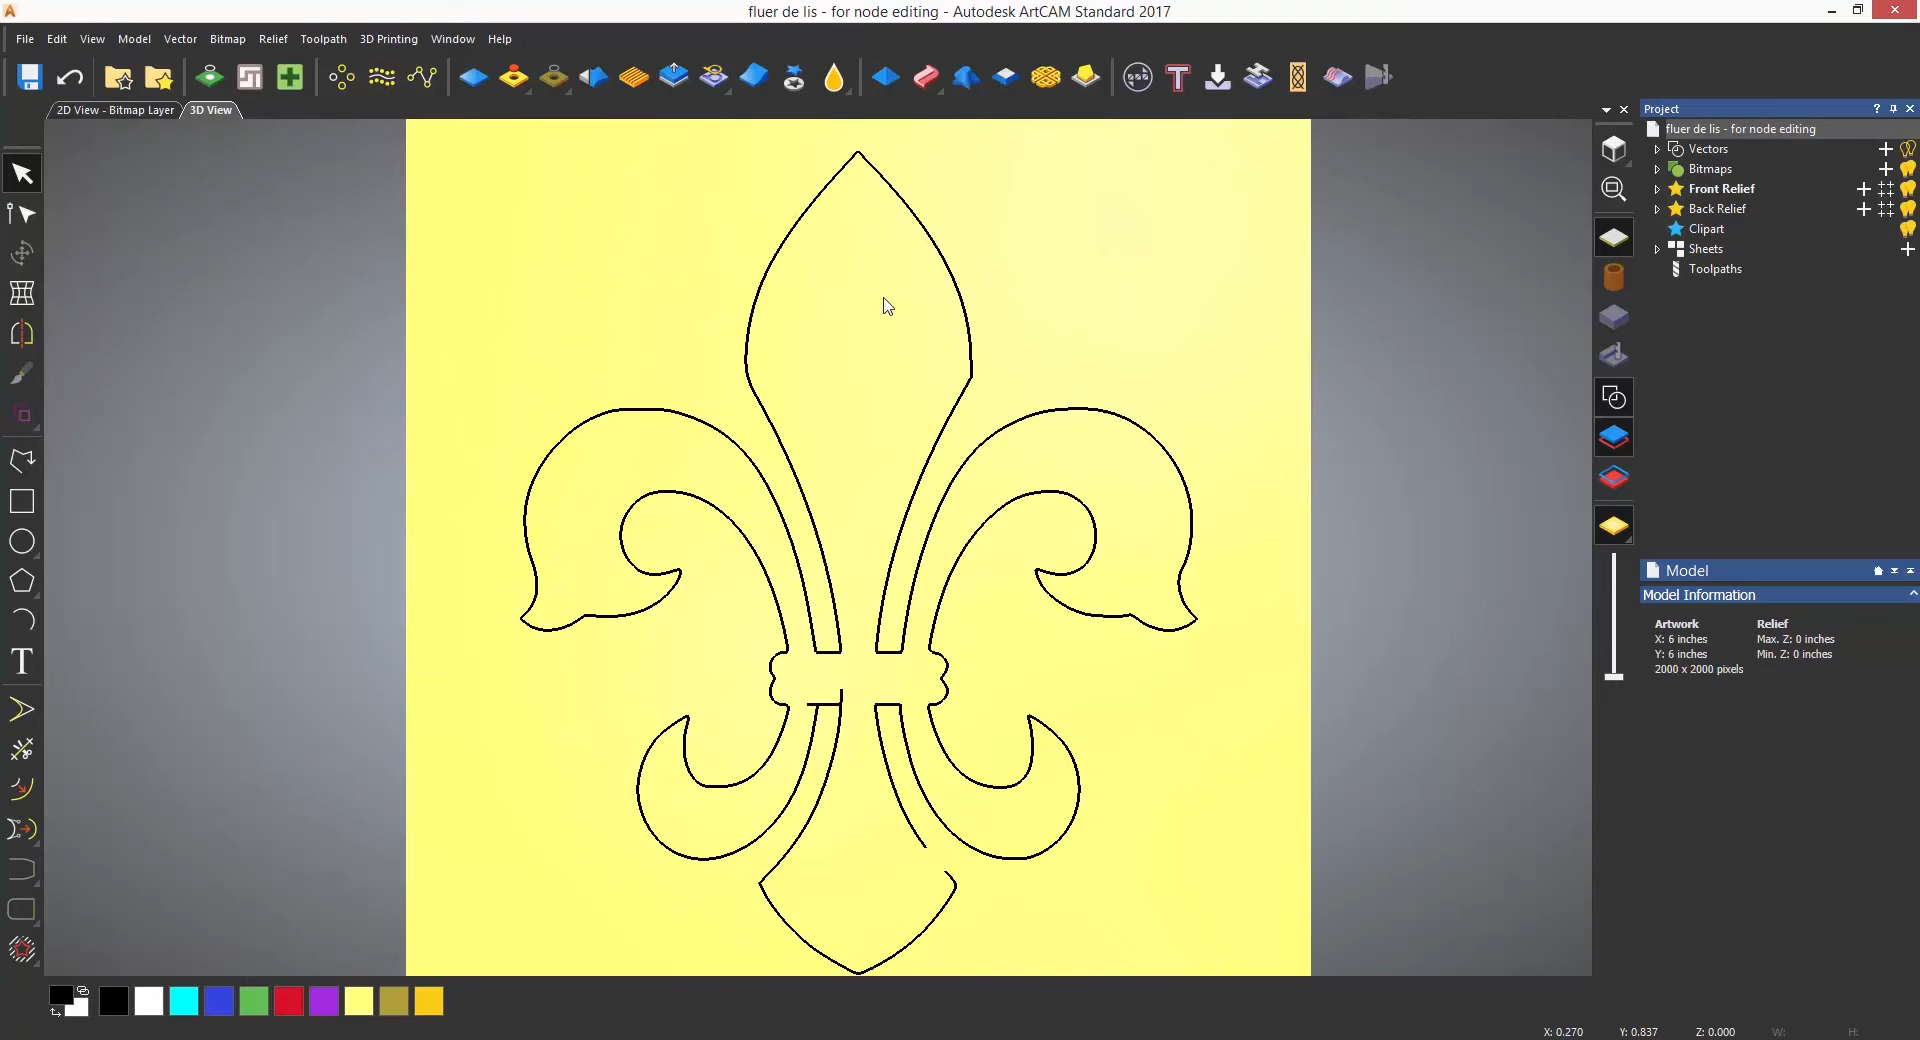 fluer de lis - for node editing - Autodesk ArtCAM Standard 2017
File Edit View Model Vector Bitmap Relief Toolpath 3D Printing Window Help
2D View - Bitmap Layer 3D View
Project
fluer de lis - for node editing
Vectors
Bitmaps
Front Relief
Back Relief
Clipart
Sheets
Toolpaths
Model
Model Information
Artwork Relief
X: 6 inches Max. Z: 0 inches
Y: 6 inches Min. Z: 0 inches
2000 x 2000 pixels
X: 0.270 Y: 0.837 Z: 0.000 W: H: